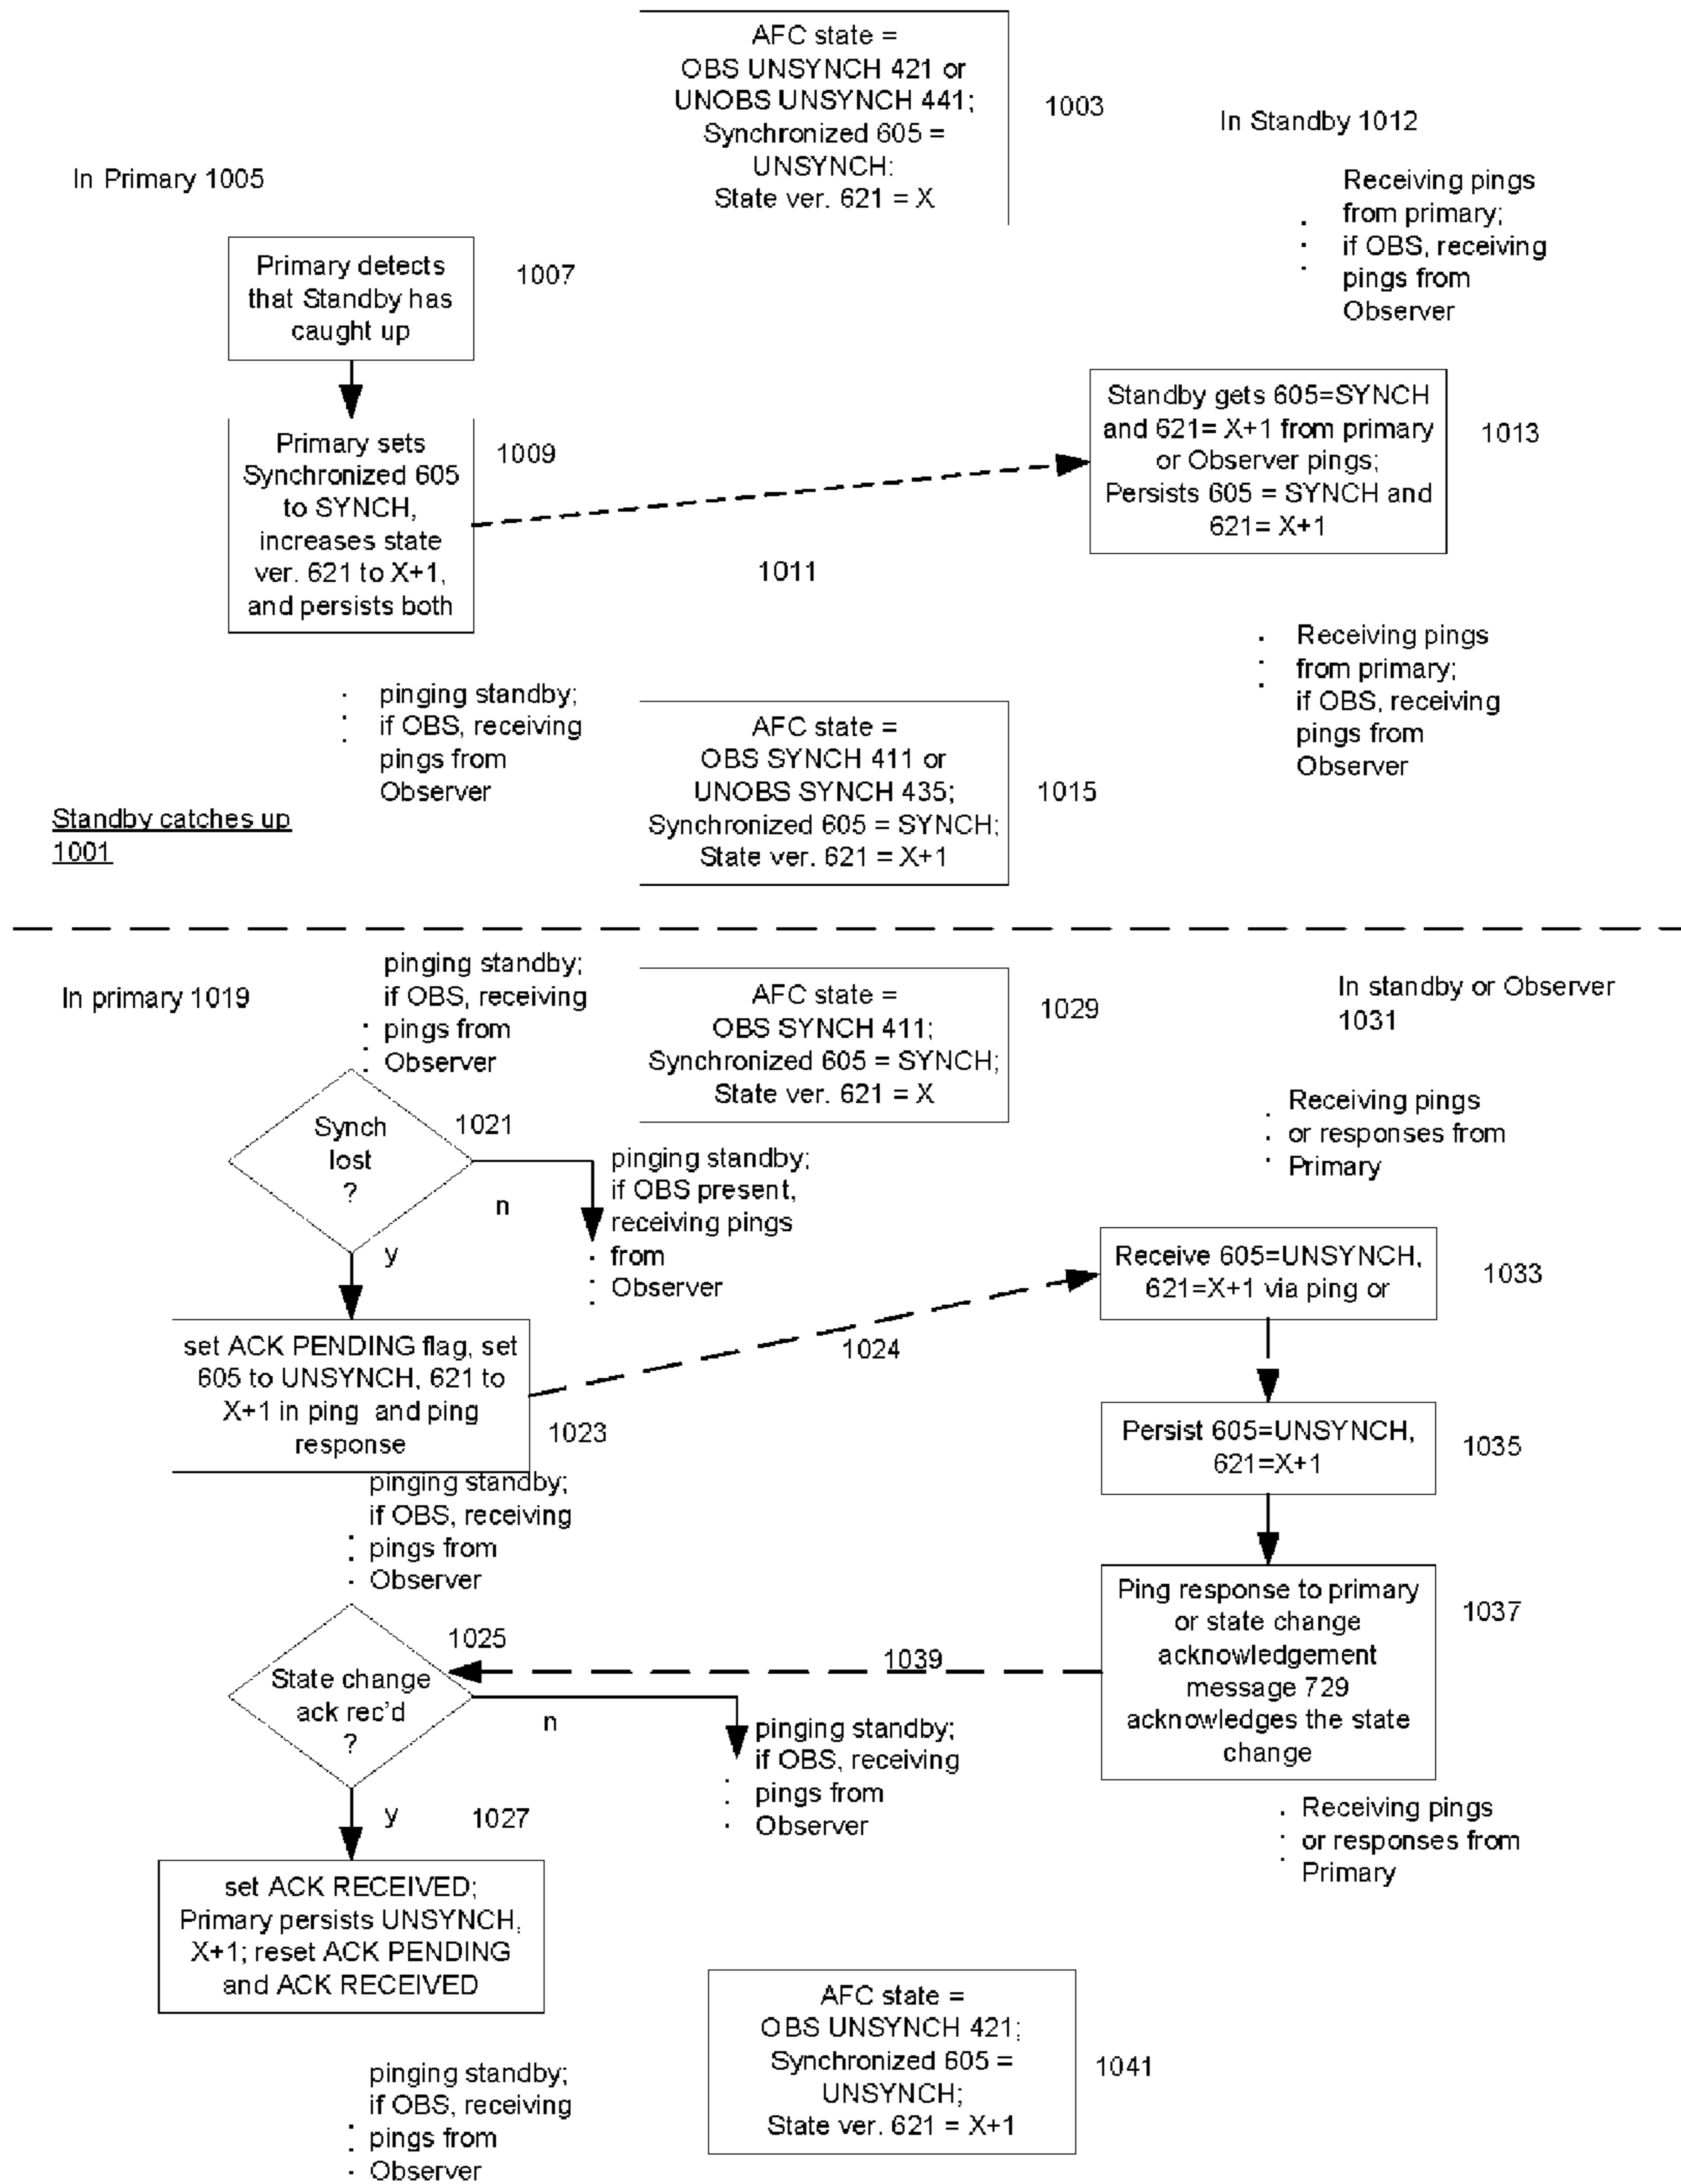 AFC state =
OBS UNSYNCH 421 or
UNOBS UNSYNCH 441;
Synchronized 605 =
UNSYNCH:
State ver. 621 = X
1003
In Standby 1012
In Primary 1005
Receiving pings
from primary;
if OBS, receiving
pings from
Observer
Primary detects
that Standby has
caught up
1007
Primary sets
Synchronized 605
to SYNCH,
increases state
ver. 621 to X+1,
and persists both
1009
1011
Standby gets 605=SYNCH
and 621= X+1 from primary
or Observer pings;
Persists 605 = SYNCH and
621= X+1
1013
Receiving pings
from primary;
if OBS, receiving
pings from
Observer
pinging standby;
if OBS, receiving
pings from
Observer
AFC state =
OBS SYNCH 411 or
UNOBS SYNCH 435;
Synchronized 605 = SYNCH;
State ver. 621 = X+1
1015
Standby catches up
1001
In primary 1019
pinging standby;
if OBS, receiving
pings from
Observer
AFC state =
OBS SYNCH 411;
Synchronized 605 = SYNCH;
State ver. 621 = X
1029
In standby or Observer
1031
Receiving pings
or responses from
Primary
Synch
lost
?
1021
n
y
pinging standby;
if OBS present,
receiving pings
from
Observer
set ACK PENDING flag, set
605 to UNSYNCH, 621 to
X+1 in ping and ping
response
1023
1024
Receive 605=UNSYNCH,
621=X+1 via ping or
1033
Persist 605=UNSYNCH,
621=X+1
1035
pinging standby;
if OBS, receiving
pings from
Observer
Ping response to primary
or state change
acknowledgement
message 729
acknowledges the state
change
1037
1039
State change
ack rec'd
?
1025
n
y
pinging standby;
if OBS, receiving
pings from
Observer
Receiving pings
or responses from
Primary
1027
set ACK RECEIVED;
Primary persists UNSYNCH,
X+1; reset ACK PENDING
and ACK RECEIVED
AFC state =
OBS UNSYNCH 421;
Synchronized 605 =
UNSYNCH;
State ver. 621 = X+1
1041
pinging standby;
if OBS, receiving
pings from
Observer